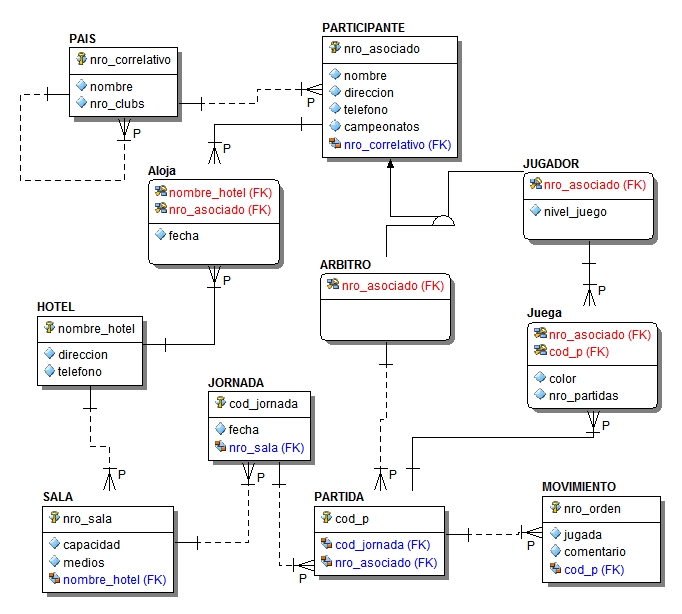 PAIS
nro_correlativo
nombre
nro_clubs
P
PARTICIPANTE
nro_asociado
nombre
direccion
telefono
campeonatos
nro_correlativo (FK)
P
P
Aloja
nombre_hotel (FK)
nro_asociado (FK)
fecha
P
JUGADOR
nro_asociado (FK)
nivel_juego
P
ARBITRO
nro_asociado (FK)
HOTEL
nombre_hotel
direccion
telefono
P
Juega
nro_asociado (FK)
cod_p (FK)
color
nro_partidas
P
JORNADA
cod_jornada
fecha
nro_sala (FK)
P
P
SALA
nro_sala
capacidad
medios
nombre_hotel (FK)
PARTIDA
cod_p
cod_jornada (FK)
nro_asociado (FK)
P
MOVIMIENTO
nro_orden
jugada
comentario
cod_p (FK)
P